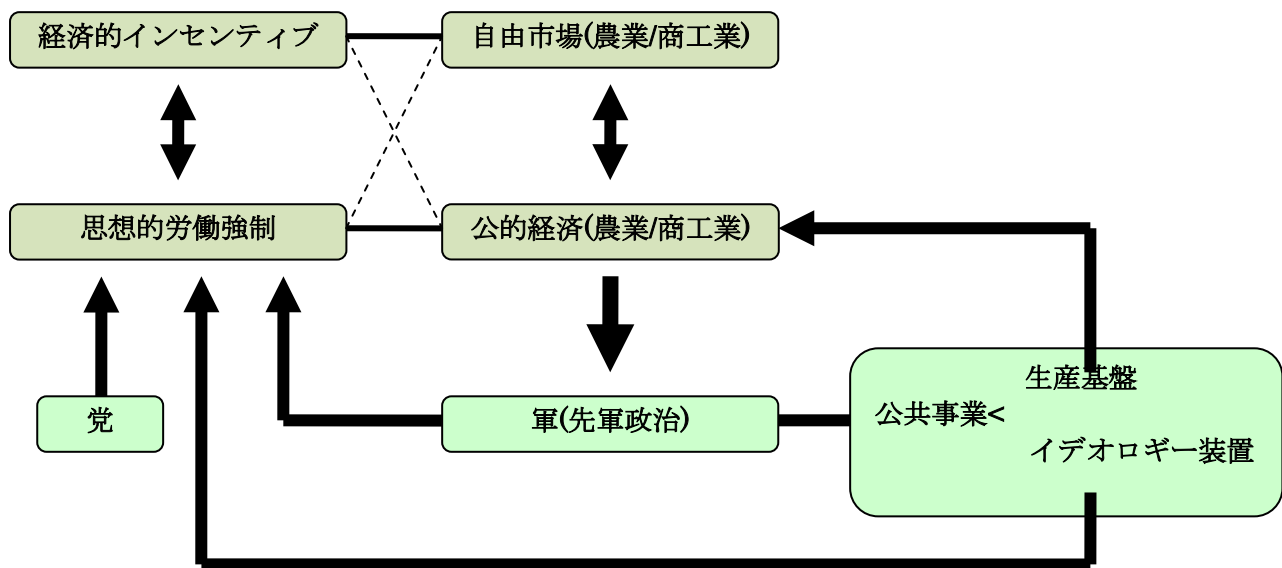 経済的インセンティブ
自由市場(農業/商工業)
思想的労働強制
公的経済(農業/商工業)
党
軍(先軍政治)
生産基盤
公共事業<
イデオロギー装置